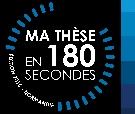 MA THÈSE
EN 180
SECONDES